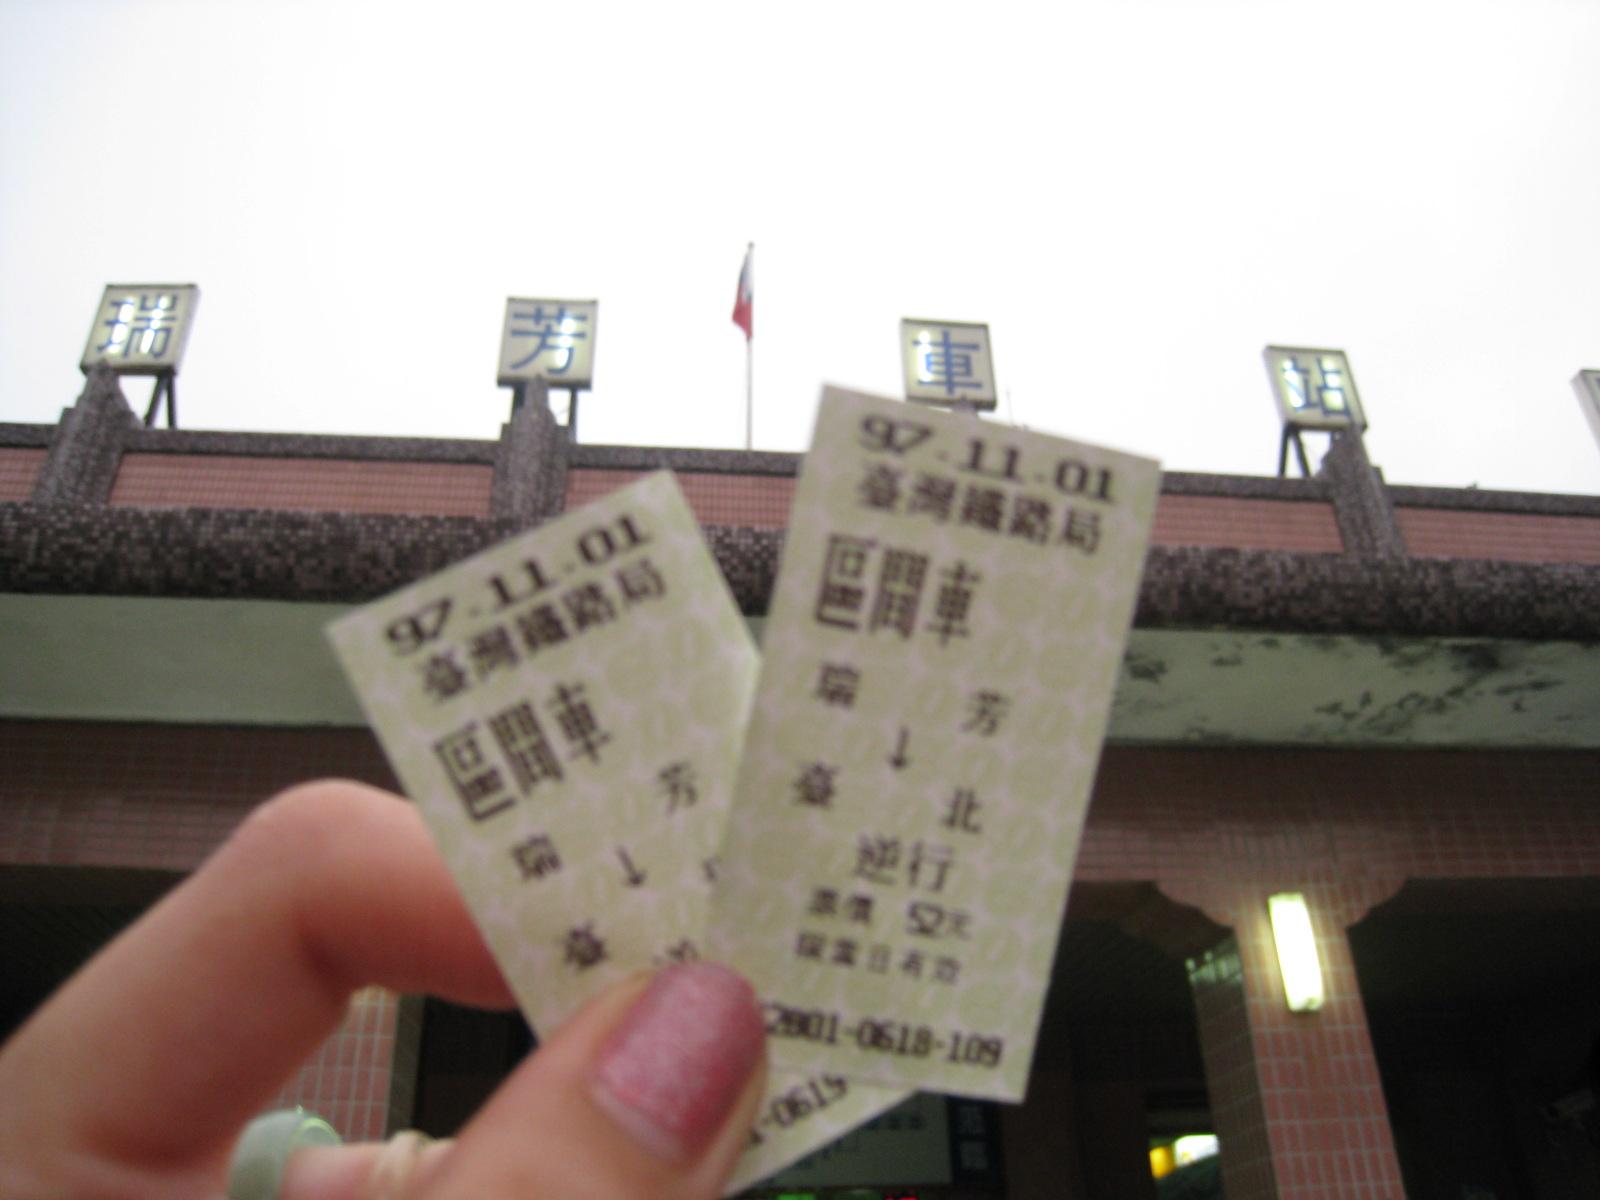 瑞芳車站
97.11.01
臺灣鐵路局
區間車
瑞 芳
↓
臺
-0619
97.11.01
臺灣鐵路局
區間車
瑞 芳
↓
臺 北
逆行
票價 52元
限當日有效
2001-0618-109